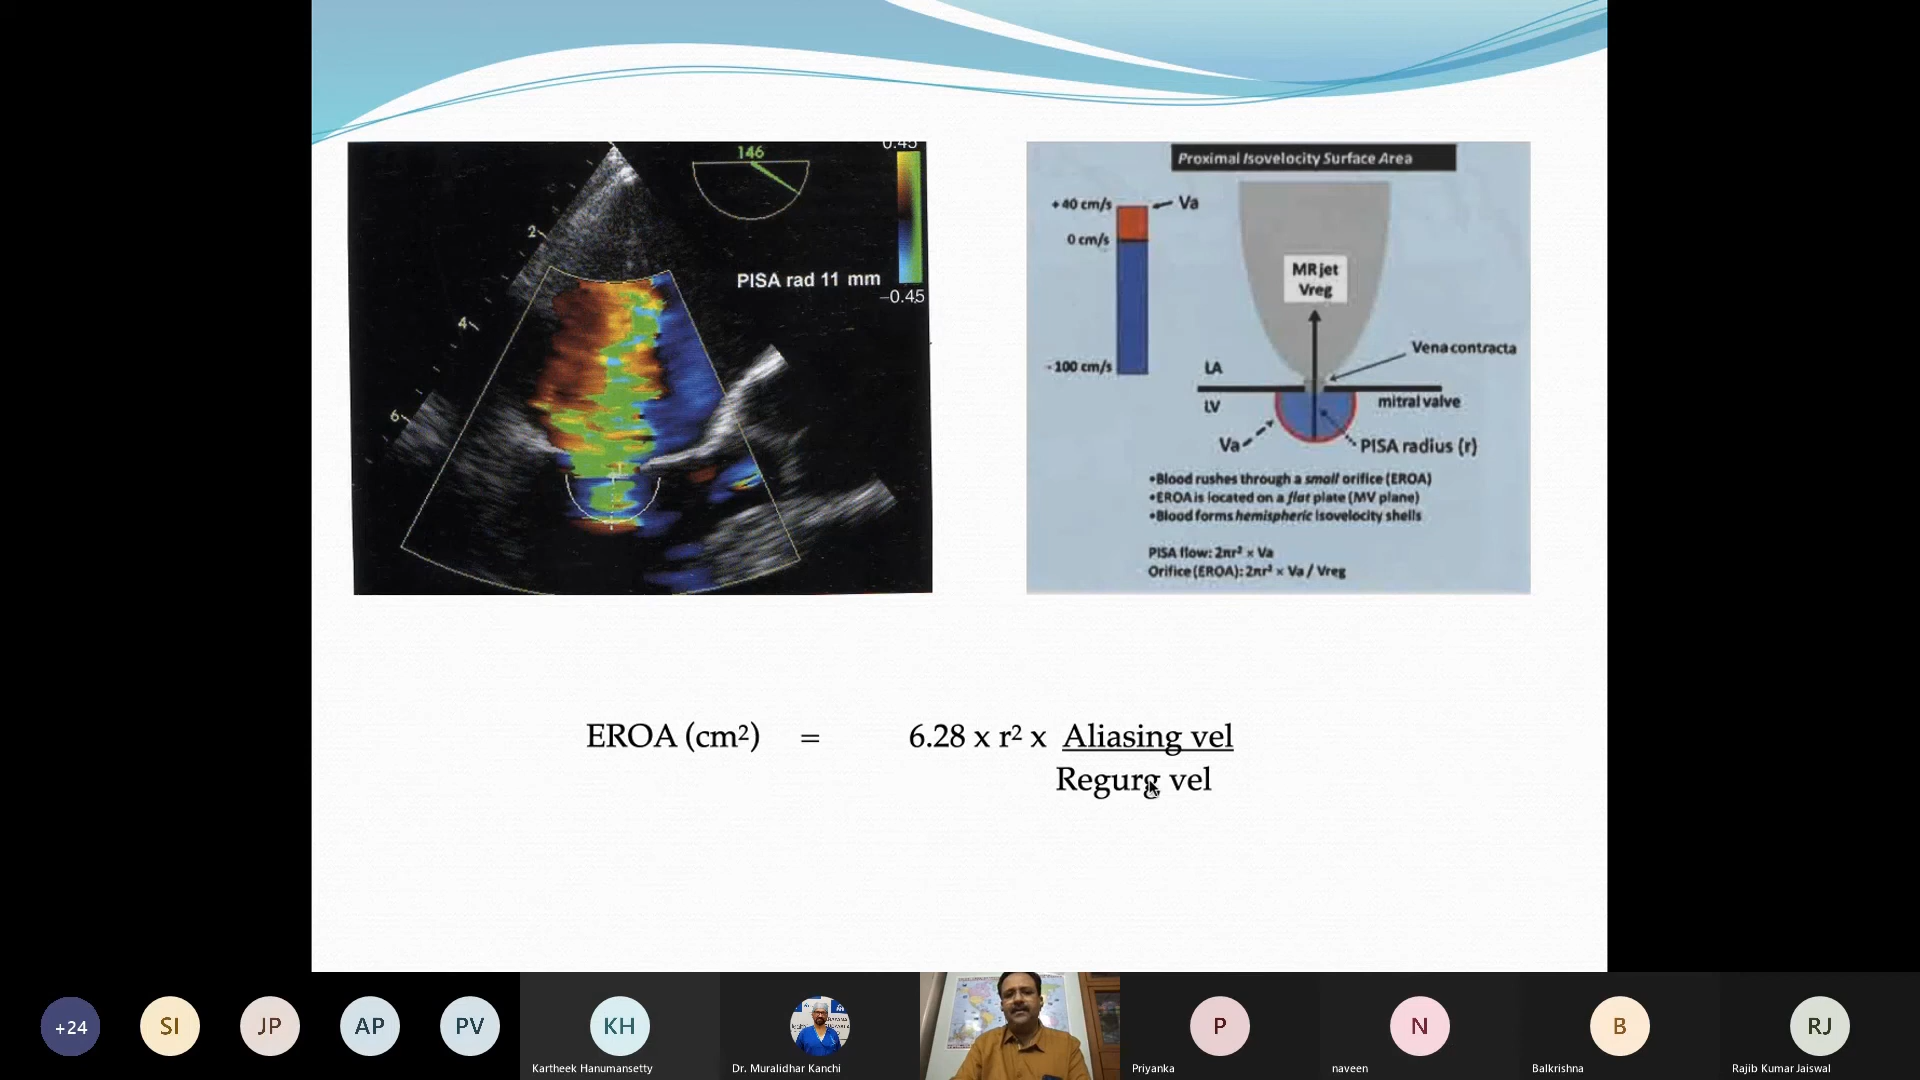 146
0.45
2
PISA rad 11 mm
−0.45
4
6
Proximal Isovelocity Surface Area
+40 cm/s
Va
0 cm/s
MR jet
Vreg
Vena contracta
-100 cm/s
LA
LV
mitral valve
Va
PISA radius (r)
•Blood rushes through a small orifice (EROA)
•EROA is located on a flat plate (MV plane)
•Blood forms hemispheric isovelocity shells
PISA flow: 2πr² × Va
Orifice (EROA): 2πr² × Va / Vreg
EROA (cm²) = 6.28 x r² x Aliasing vel
Regurg vel
+24
SI
JP
AP
PV
KH
P
N
B
RJ
Kartheek Hanumansetty
Dr. Muralidhar Kanchi
Priyanka
naveen
Balkrishna
Rajib Kumar Jaiswal